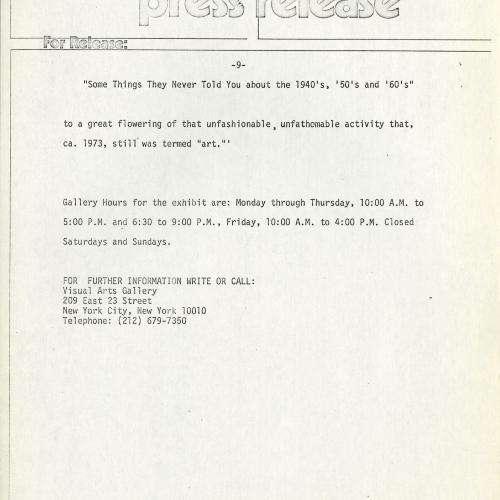 press release
For Release:
-9-
"Some Things They Never Told You about the 1940's, '50's and '60's"
to a great flowering of that unfashionable, unfathomable activity that,
ca. 1973, still was termed "art."'
Gallery Hours for the exhibit are: Monday through Thursday, 10:00 A.M. to
5:00 P.M. and 6:30 to 9:00 P.M., Friday, 10:00 A.M. to 4:00 P.M. Closed
Saturdays and Sundays.
FOR FURTHER INFORMATION WRITE OR CALL:
Visual Arts Gallery
209 East 23 Street
New York City, New York 10010
Telephone: (212) 679-7350